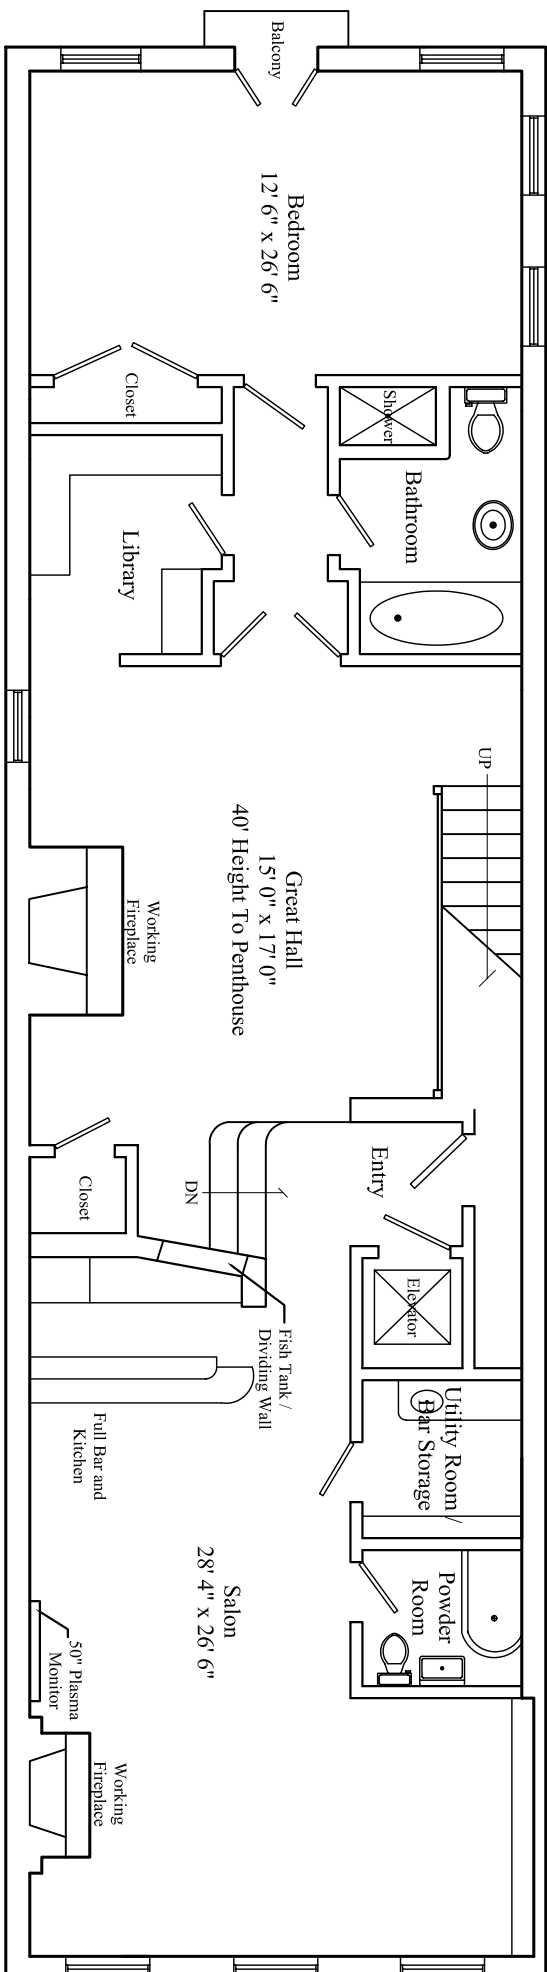 Balcony
Bedroom
12' 6" x 26' 6"
Closet
Shower
Bathroom
Library
UP
Great Hall
15' 0" x 17' 0"
40' Height To Penthouse
Working
Fireplace
Entry
DN
Closet
Elevator
Fish Tank /
Dividing Wall
Utility Room /
Bar Storage
Full Bar and
Kitchen
Salon
28' 4" x 26' 6"
Powder
Room
50" Plasma
Monitor
Working
Fireplace